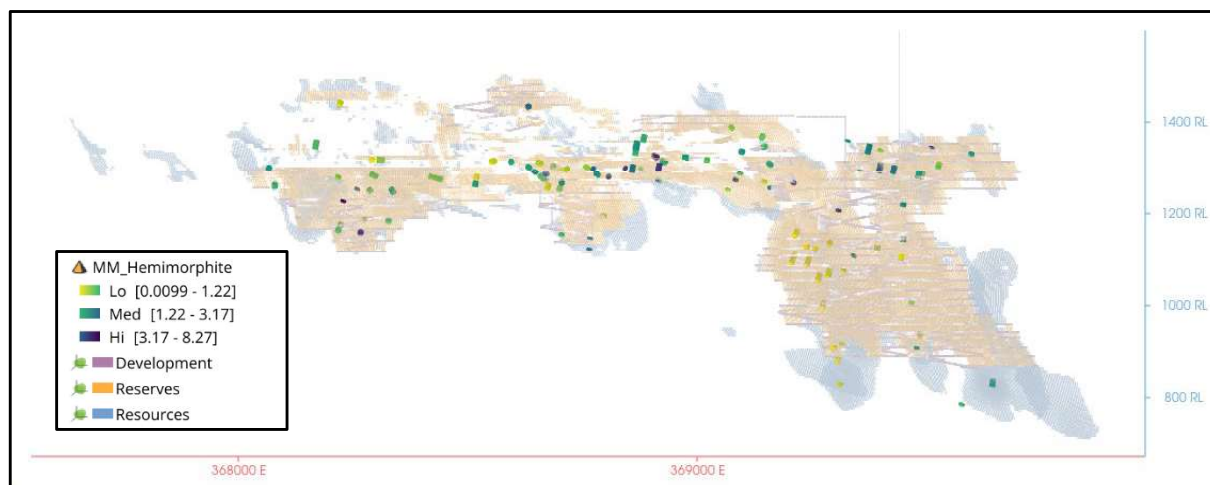 1400 RL
1200 RL
MM_Hemimorphite
Lo [0.0099 - 1.22]
Med [1.22 - 3.17]
Hi [3.17 - 8.27]
Development
Reserves
Resources
1000 RL
800 RL
368000 E
369000 E